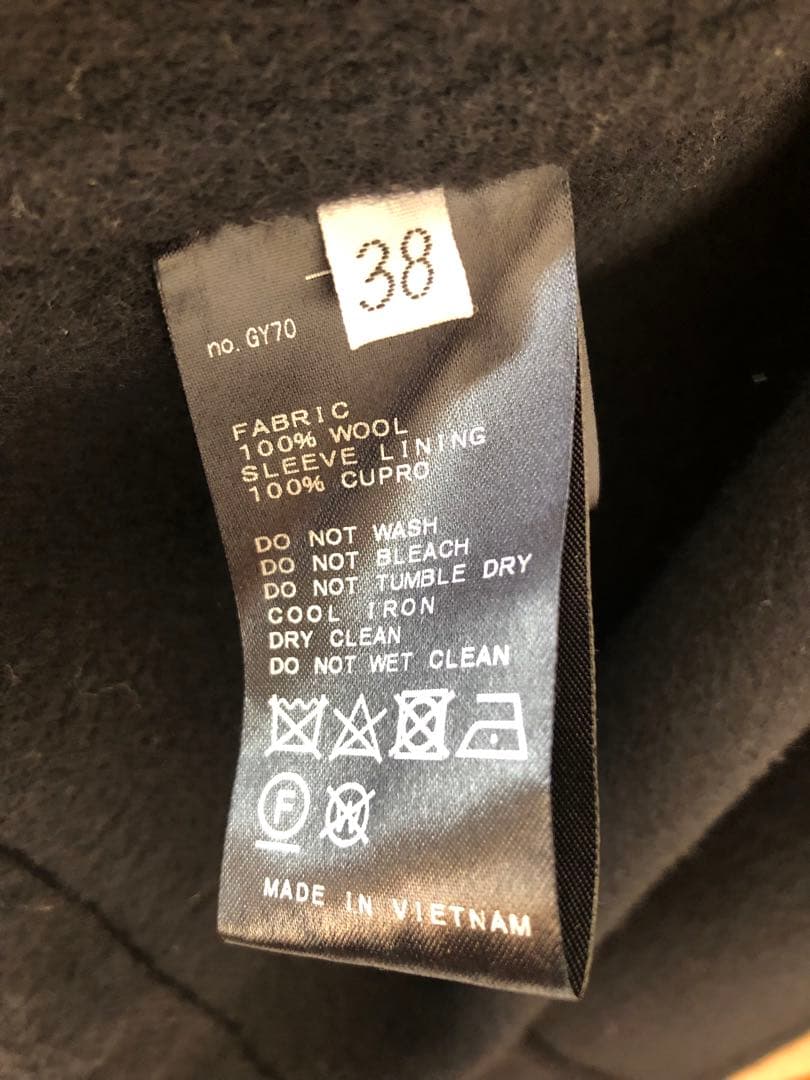 38
no. GY70
FABRIC
100% WOOL
SLEEVE LINING
100% CUPRO
DO NOT WASH
DO NOT BLEACH
DO NOT TUMBLE DRY
COOL IRON
DRY CLEAN
DO NOT WET CLEAN
F W
MADE IN VIETNAM